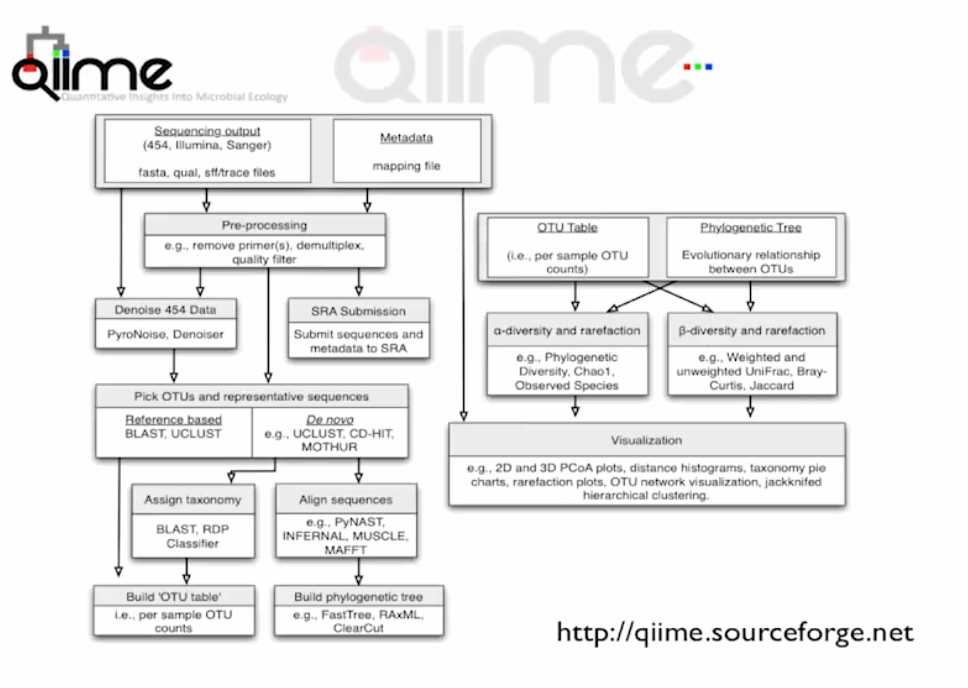 Qiime
Quantitative Insights Into Microbial Ecology
Qiime
Sequencing output
(454, Illumina, Sanger)
fasta, qual, sff/trace files
Metadata
mapping file
Pre-processing
e.g., remove primer(s), demultiplex,
quality filter
Denoise 454 Data
PyroNoise, Denoiser
SRA Submission
Submit sequences and
metadata to SRA
Pick OTUs and representative sequences
Reference based
BLAST, UCLUST
De novo
e.g., UCLUST, CD-HIT,
MOTHUR
Assign taxonomy
BLAST, RDP
Classifier
Align sequences
e.g., PyNAST,
INFERNAL, MUSCLE,
MAFFT
Build 'OTU table'
i.e., per sample OTU
counts
Build phylogenetic tree
e.g., FastTree, RAxML,
ClearCut
OTU Table
(i.e., per sample OTU
counts)
Phylogenetic Tree
Evolutionary relationship
between OTUs
α-diversity and rarefaction
e.g., Phylogenetic
Diversity, Chao1,
Observed Species
β-diversity and rarefaction
e.g., Weighted and
unweighted UniFrac, Bray-
Curtis, Jaccard
Visualization
e.g., 2D and 3D PCoA plots, distance histograms, taxonomy pie
charts, rarefaction plots, OTU network visualization, jackknifed
hierarchical clustering.
http://qiime.sourceforge.net